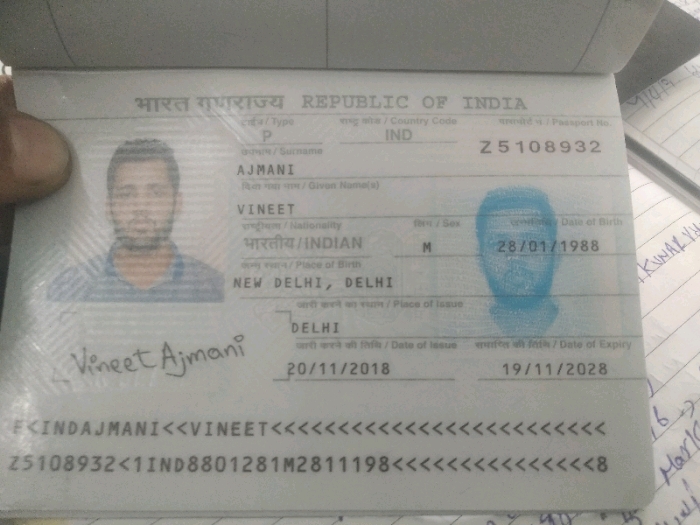 भारत गणराज्य REPUBLIC OF INDIA
टाईप / Type राष्ट्र कोड / Country Code पासपोर्ट नं / Passport No.
P IND Z5108932
उपनाम / Surname
AJMANI
दिया गया नाम / Given Name(s)
VINEET
राष्ट्रीयता / Nationality लिंग / Sex जन्मतिथि / Date of Birth
भारतीय/INDIAN M 28/01/1988
जन्म स्थान / Place of Birth
NEW DELHI, DELHI
जारी करने का स्थान / Place of Issue
DELHI
जारी करने की तिथि / Date of Issue समाप्ति की तिथि / Date of Expiry
20/11/2018 19/11/2028
Vineet Ajmani
P<INDAJMANI<<VINEET<<<<<<<<<<<<<<<<<<<<<<<<<
Z5108932<1IND8801281M2811198<<<<<<<<<<<<<<<8